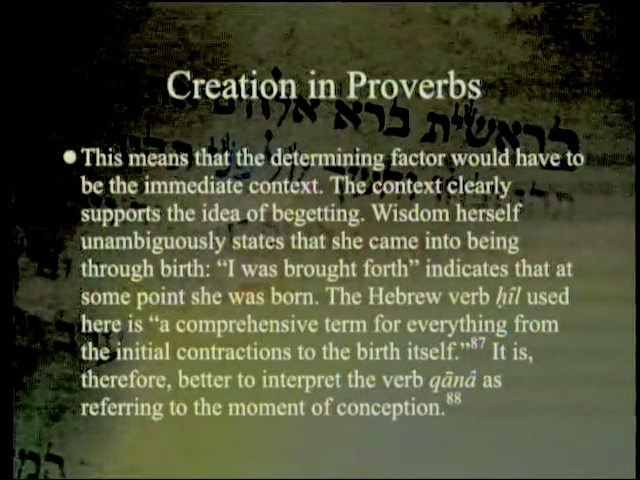 Creation in Proverbs
בראשית ברא אלהים
• This means that the determining factor would have to
be the immediate context. The context clearly
supports the idea of begetting. Wisdom herself
unambiguously states that she came into being
through birth: “I was brought forth” indicates that at
some point she was born. The Hebrew verb ḥîl used
here is “a comprehensive term for everything from
the initial contractions to the birth itself.”87 It is,
therefore, better to interpret the verb qānâ as
referring to the moment of conception.88